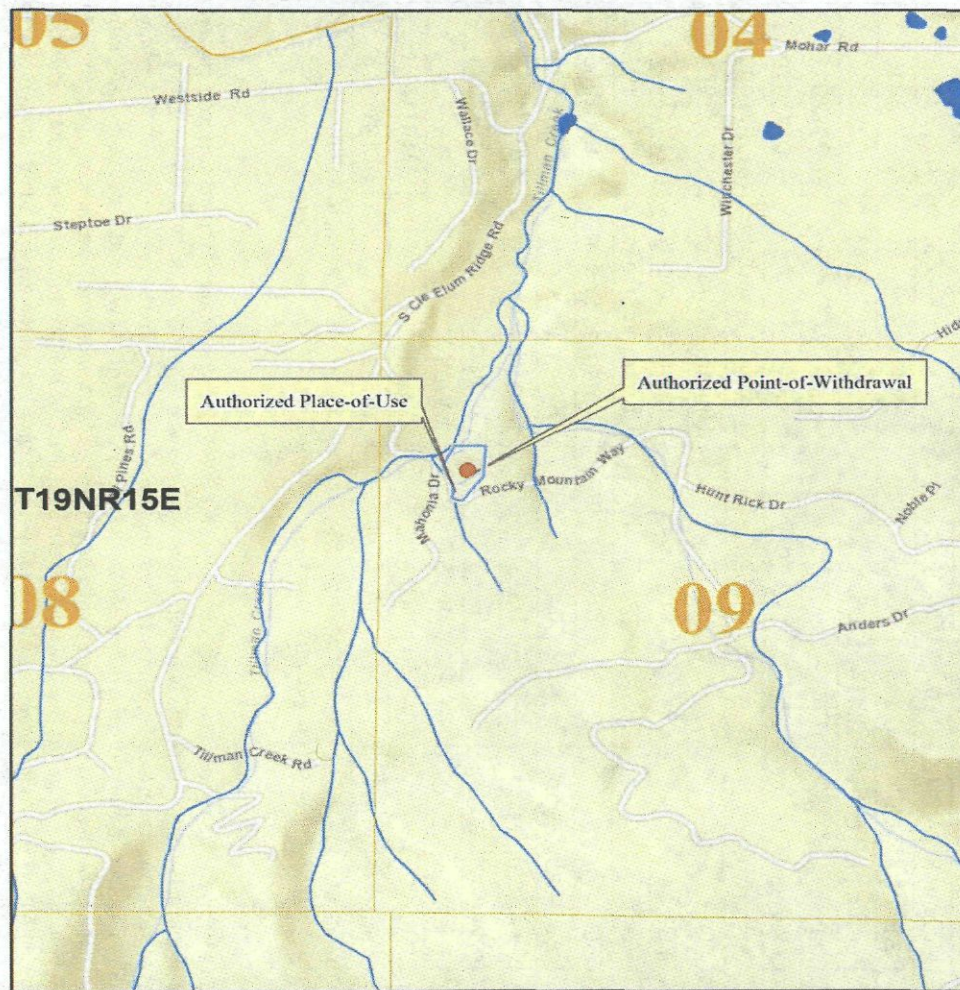 05
04
Mohar Rd
Westside Rd
Wallace Dr
Tillman Creek
Winchester Dr
Steptoe Dr
S Cle Elum Ridge Rd
Authorized Point-of-Withdrawal
Authorized Place-of-Use
Pines Rd
Rocky Mountain Way
Mahonia Dr
Hunt Rick Dr
Noble Pl
T19NR15E
08
09
Anders Dr
Tillman Creek
Tillman Creek Rd